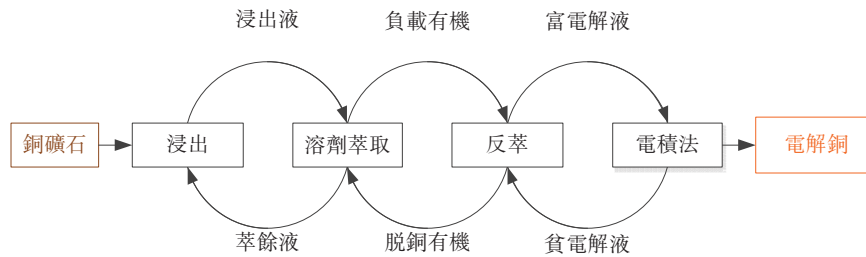 浸出液
負載有機
富電解液
銅礦石
浸出
溶劑萃取
反萃
電積法
電解銅
萃餘液
脱銅有機
貧電解液